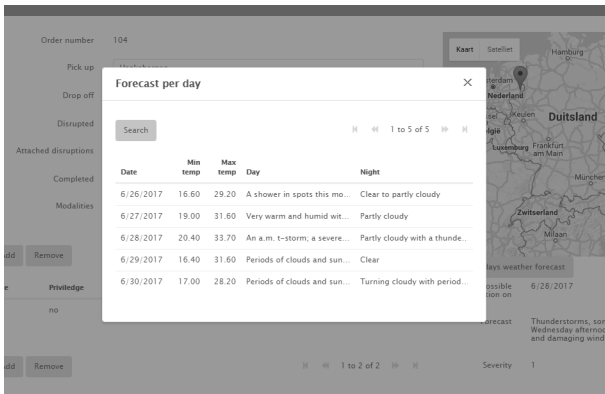 Order number 104
Kaart Satelliet
Hamburg
Pick up
Forecast per day
Drop off
Nederland
Search
1 to 5 of 5
Disrupted
Keulen
Duitsland
Attached disruptions
Luxemburg
Frankfurt
am Main
Date Min temp Max temp Day Night
Completed
6/26/2017 16.60 29.20 A shower in spots this mo... Clear to partly cloudy
Modalities
6/27/2017 19.00 31.60 Very warm and humid wit... Partly cloudy
6/28/2017 20.40 33.70 An a.m. t-storm; a severe... Partly cloudy with a thunde...
Zwitserland
Milaan
6/29/2017 16.40 31.60 Periods of clouds and sun... Clear
Remove
weather forecast
6/30/2017 17.00 28.20 Periods of clouds and sun... Turning cloudy with period...
Priviledge
6/28/2017
no
Forecast Thunderstorms,
Wednesday
and damaging
Remove
1 to 2 of 2
Severity 1